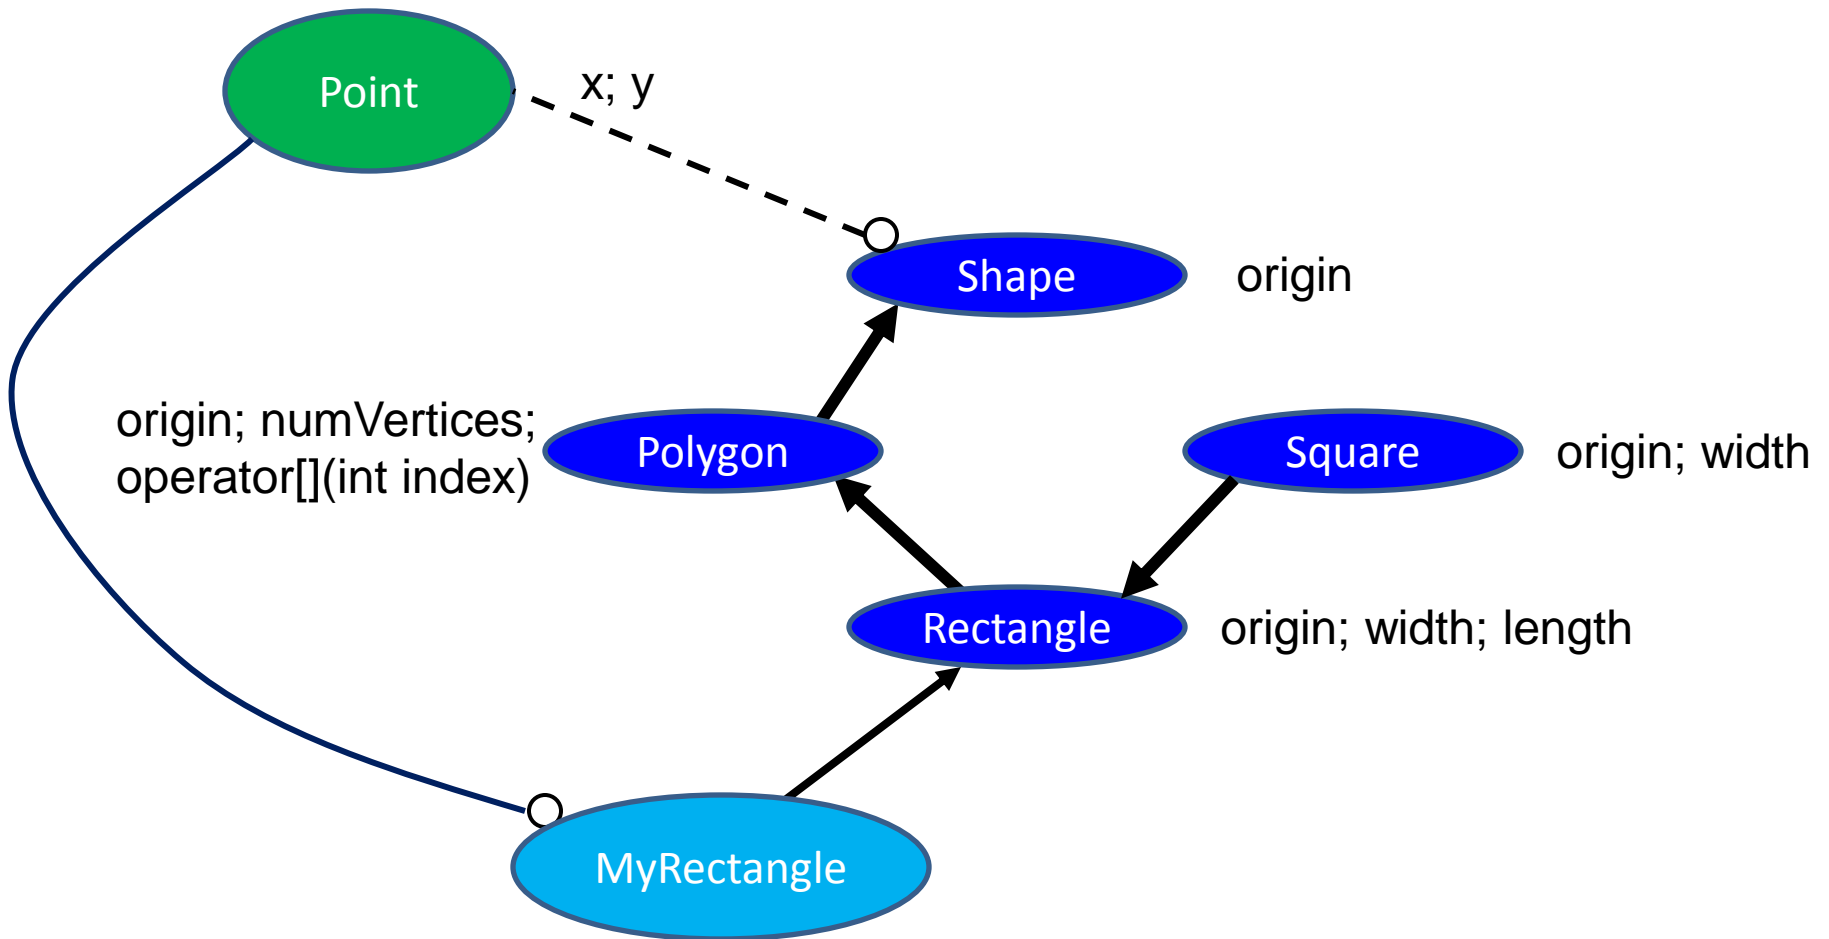 Point
x; y
Shape
origin
origin; numVertices;
operator[](int index)
Polygon
Square
origin; width
Rectangle
origin; width; length
MyRectangle